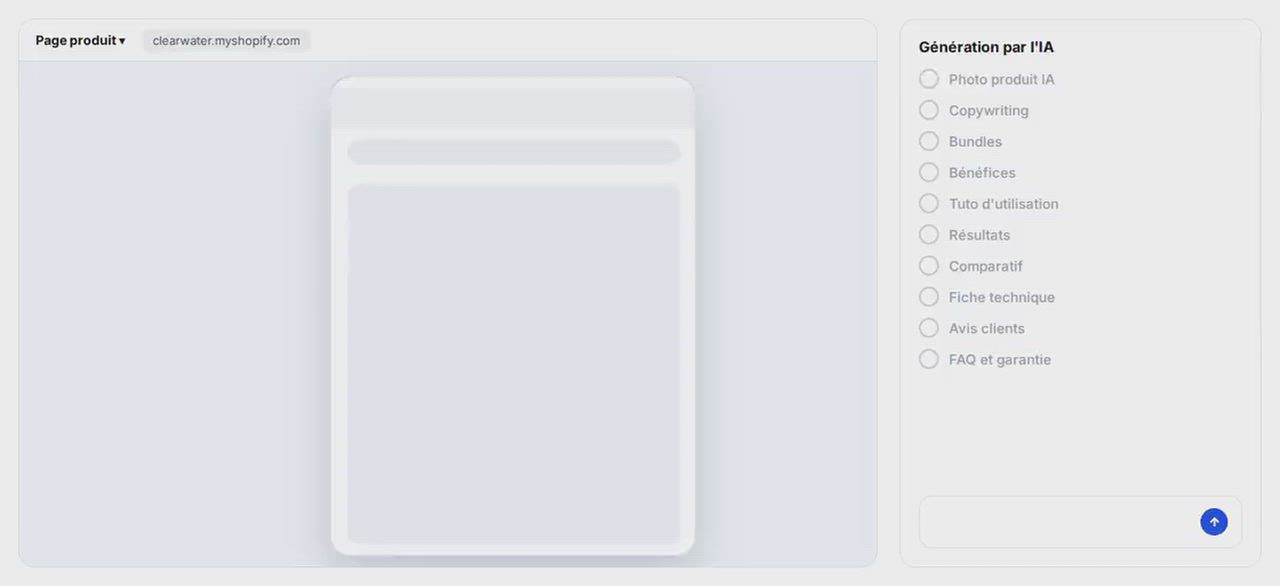 Page produit ▾ clearwater.myshopify.com
Génération par l'IA
Photo produit IA
Copywriting
Bundles
Bénéfices
Tuto d'utilisation
Résultats
Comparatif
Fiche technique
Avis clients
FAQ et garantie